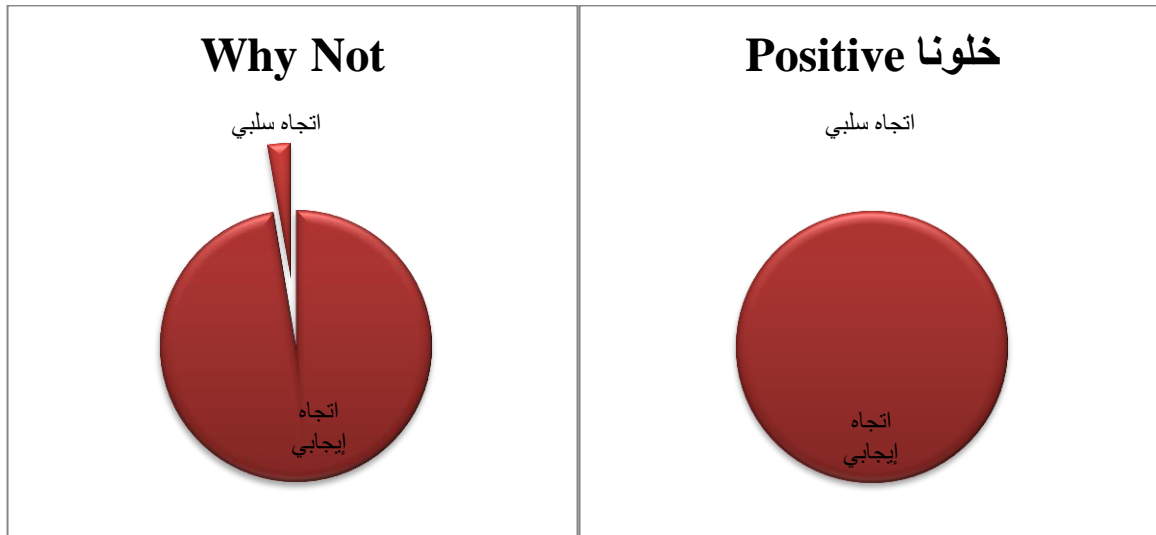 Why Not
اتجاه سلبي
اتجاه
إيجابي
خلونا Positive
اتجاه سلبي
اتجاه
إيجابي